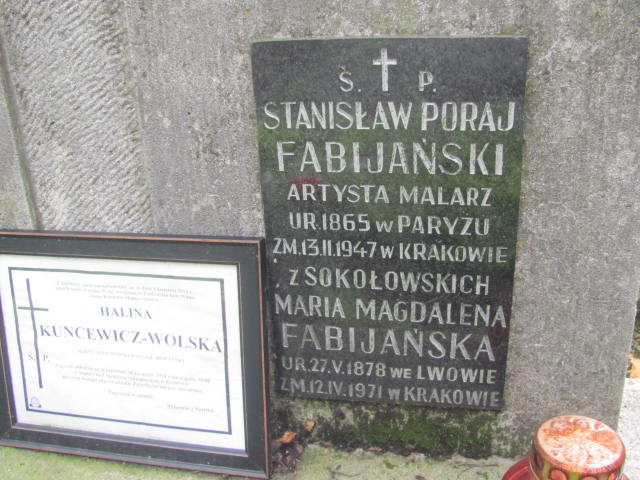 Ś. P.
STANISŁAW PORAJ
FABIJAŃSKI
ARTYSTA MALARZ
UR.1865 W PARYŻU
ZM.13.II.1947 W KRAKOWIE
Z SOKOŁOWSKICH
MARIA MAGDALENA
FABIJAŃSKA
UR.27.V.1878 WE LWOWIE
ZM.12.IV.1971 W KRAKOWIE
HALINA
KUNCEWICZ-WOLSKA
Ś. P.